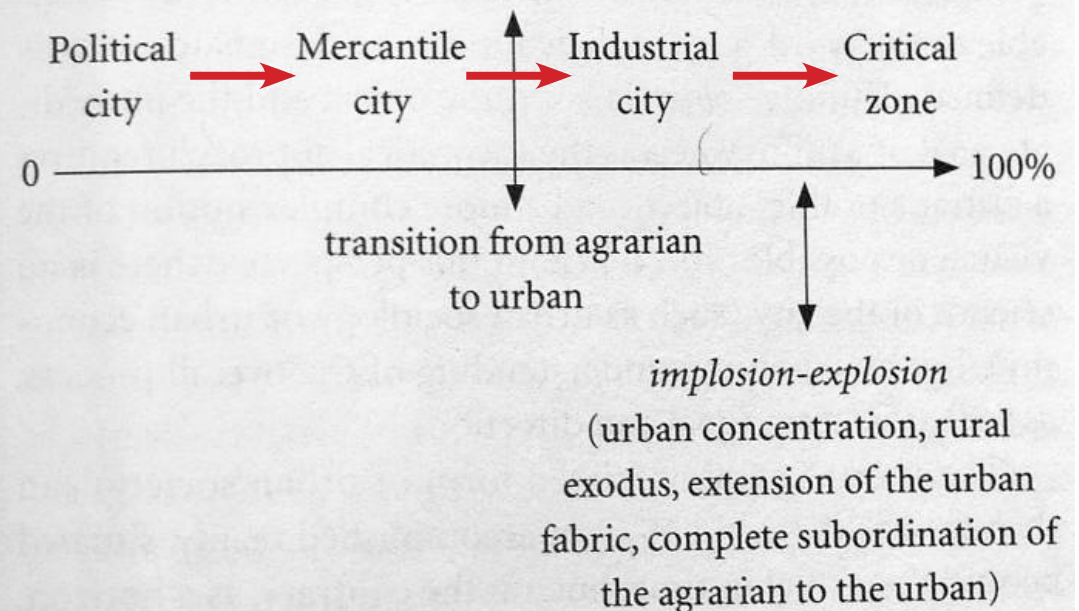 Political Mercantile Industrial Critical
city city city zone
0 100%
transition from agrarian
to urban
implosion-explosion
(urban concentration, rural
exodus, extension of the urban
fabric, complete subordination of
the agrarian to the urban)